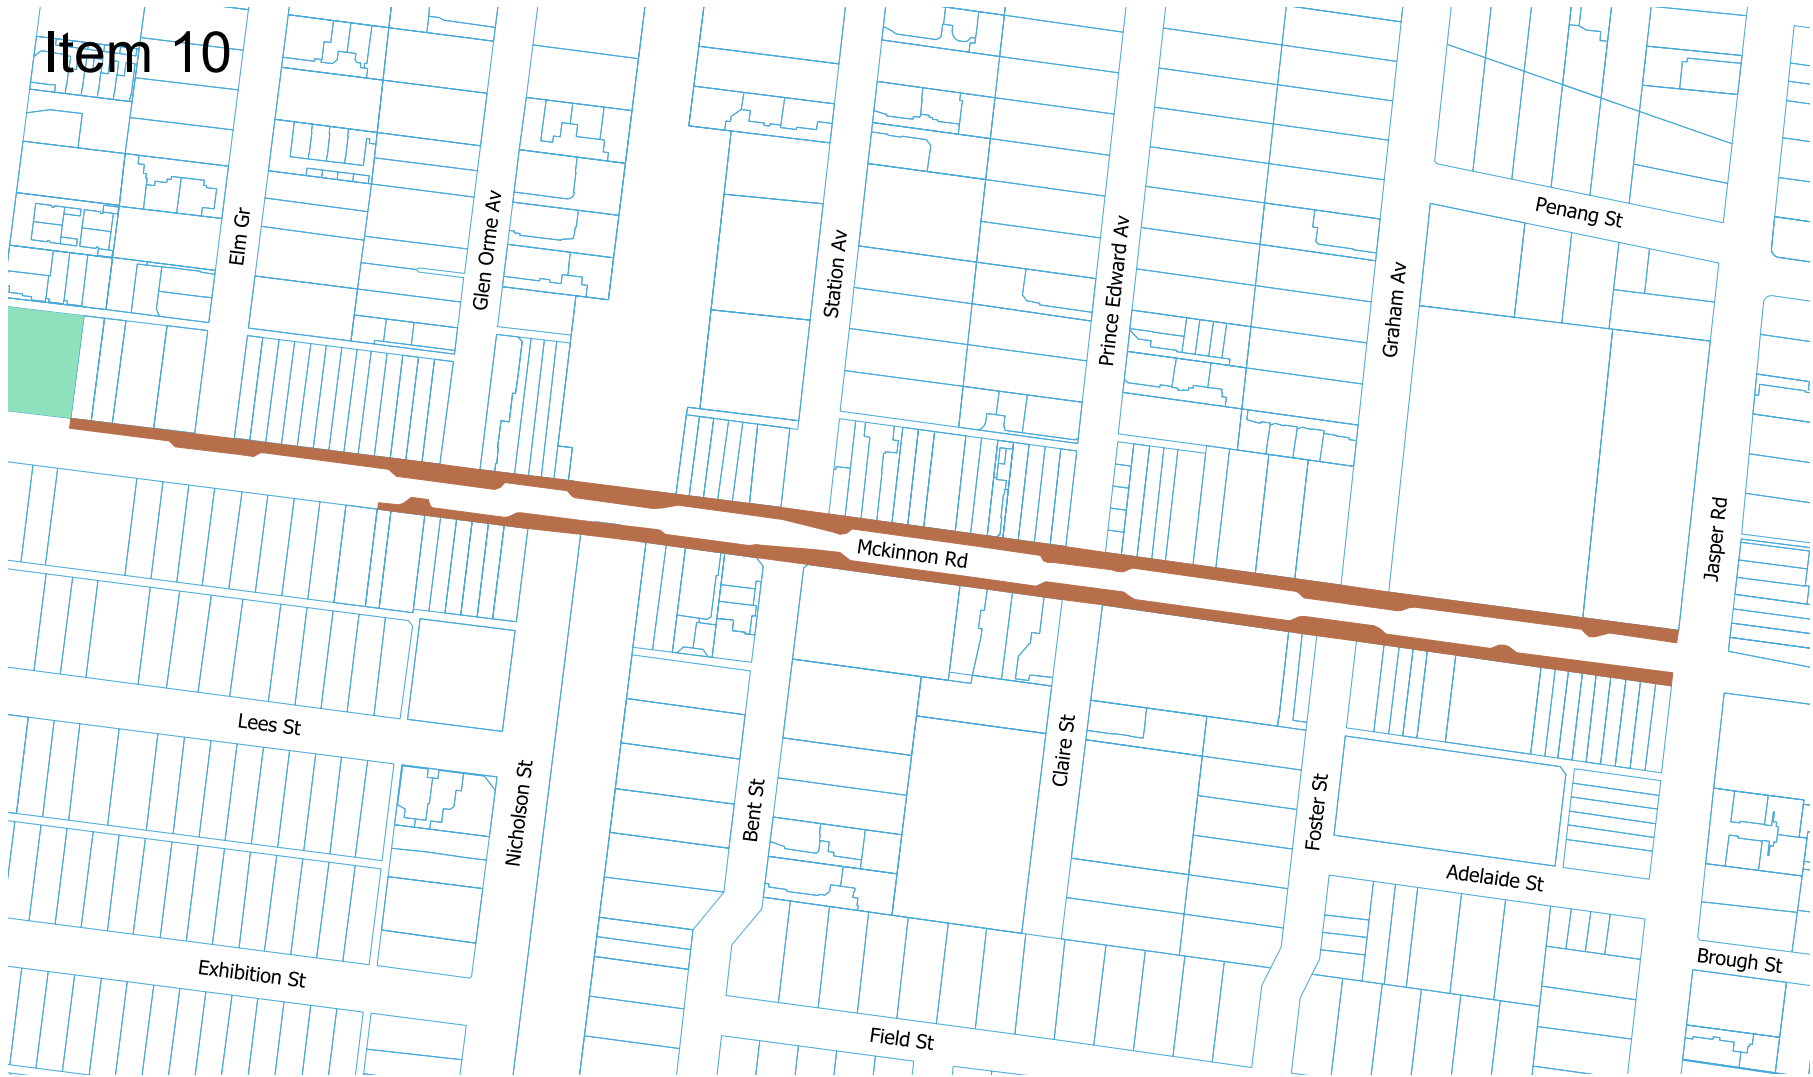 Item 10
Penang St
Elm Gr
Glen Orme Av
Station Av
Prince Edward Av
Graham Av
Jasper Rd
Mckinnon Rd
Lees St
Nicholson St
Bent St
Claire St
Foster St
Adelaide St
Exhibition St
Brough St
Field St